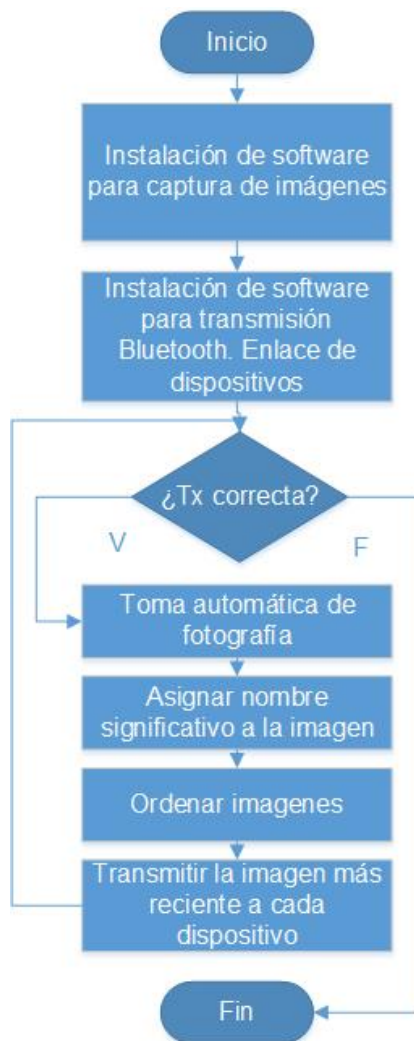 Inicio
Instalación de software
para captura de imágenes
Instalación de software
para transmisión
Bluetooth. Enlace de
dispositivos
¿Tx correcta?
V
F
Toma automática de
fotografía
Asignar nombre
significativo a la imagen
Ordenar imagenes
Transmitir la imagen más
reciente a cada
dispositivo
Fin